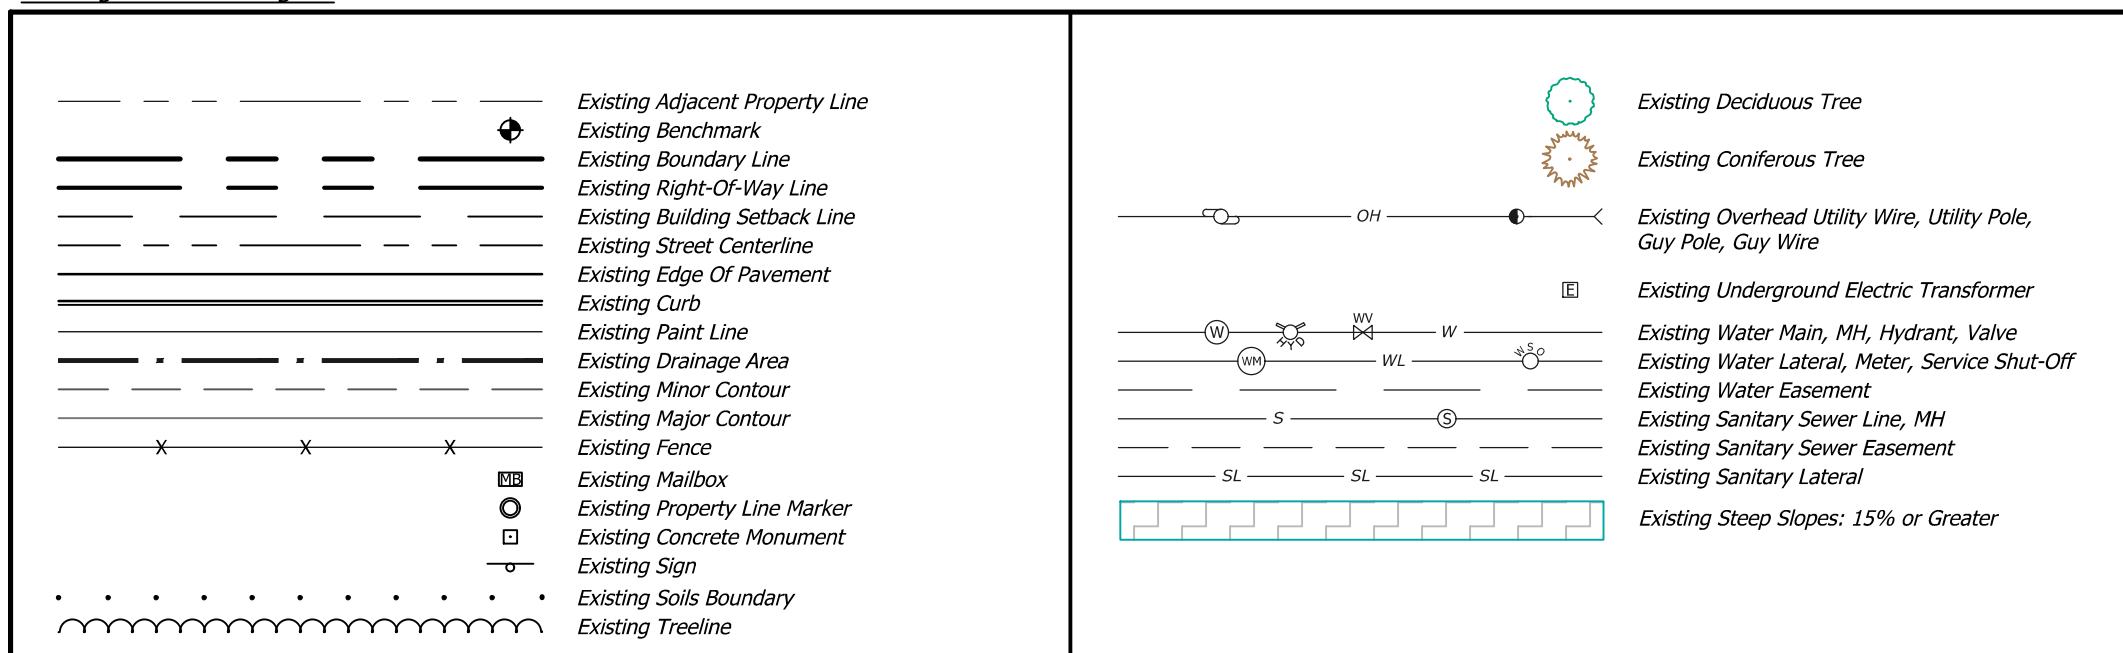 Existing Adjacent Property Line
Existing Benchmark
Existing Boundary Line
Existing Right-Of-Way Line
Existing Building Setback Line
Existing Street Centerline
Existing Edge Of Pavement
Existing Curb
Existing Paint Line
Existing Drainage Area
Existing Minor Contour
Existing Major Contour
X X X Existing Fence
MB Existing Mailbox
Existing Property Line Marker
Existing Concrete Monument
Existing Sign
Existing Soils Boundary
Existing Treeline
Existing Deciduous Tree
Existing Coniferous Tree
OH Existing Overhead Utility Wire, Utility Pole,
Guy Pole, Guy Wire
E Existing Underground Electric Transformer
W HYD WV W Existing Water Main, MH, Hydrant, Valve
WM WL WSO Existing Water Lateral, Meter, Service Shut-Off
Existing Water Easement
S S Existing Sanitary Sewer Line, MH
Existing Sanitary Sewer Easement
SL SL SL Existing Sanitary Lateral
Existing Steep Slopes: 15% or Greater